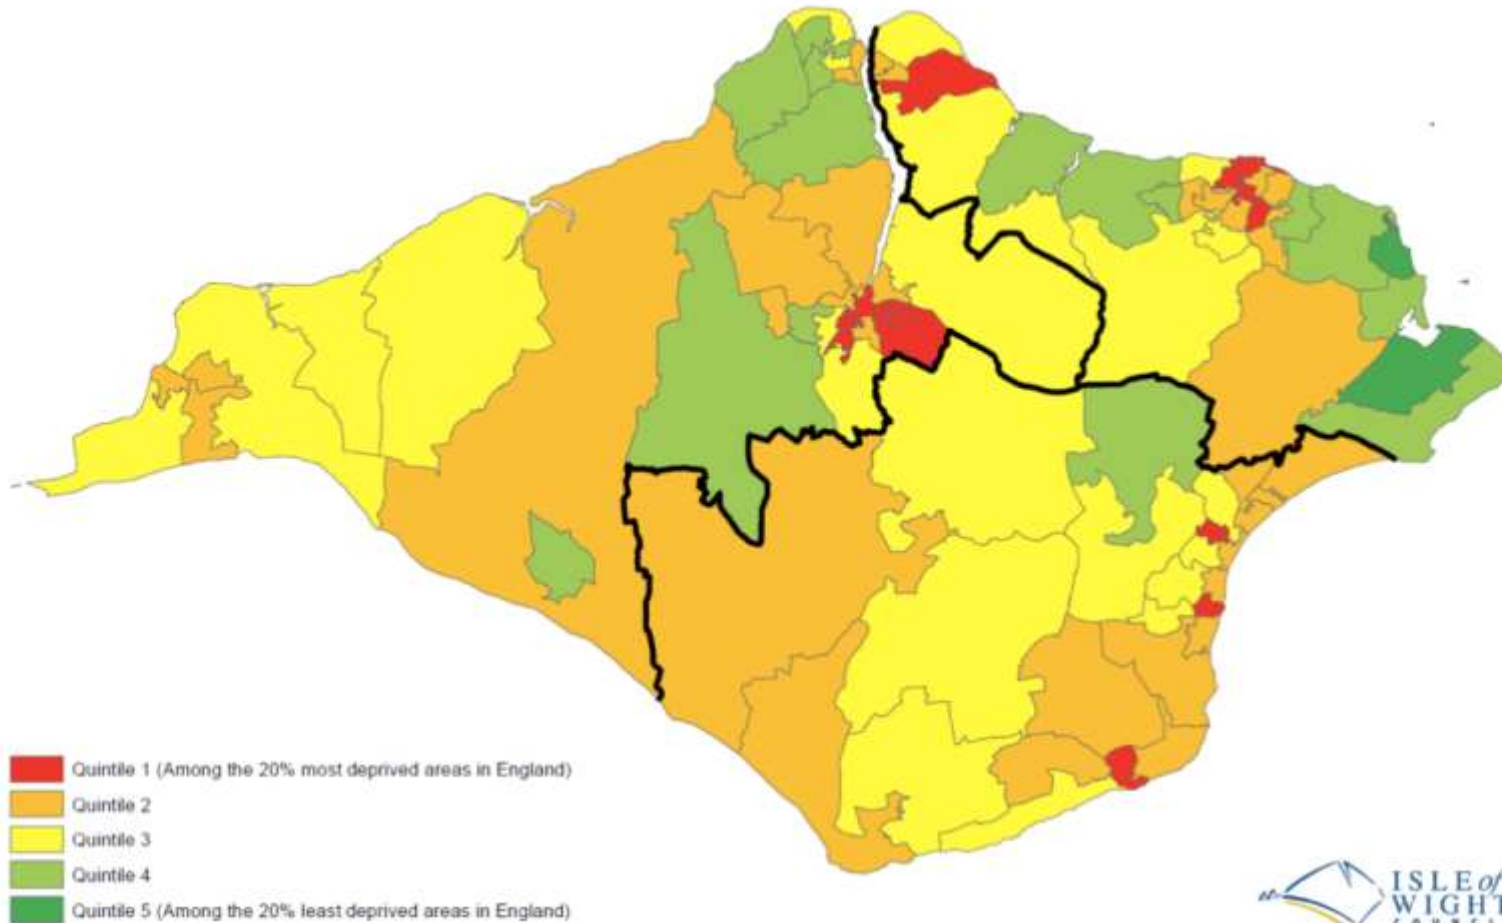 Quintile 1 (Among the 20% most deprived areas in England)
Quintile 2
Quintile 3
Quintile 4
Quintile 5 (Among the 20% least deprived areas in England)
ISLE of
WIGHT